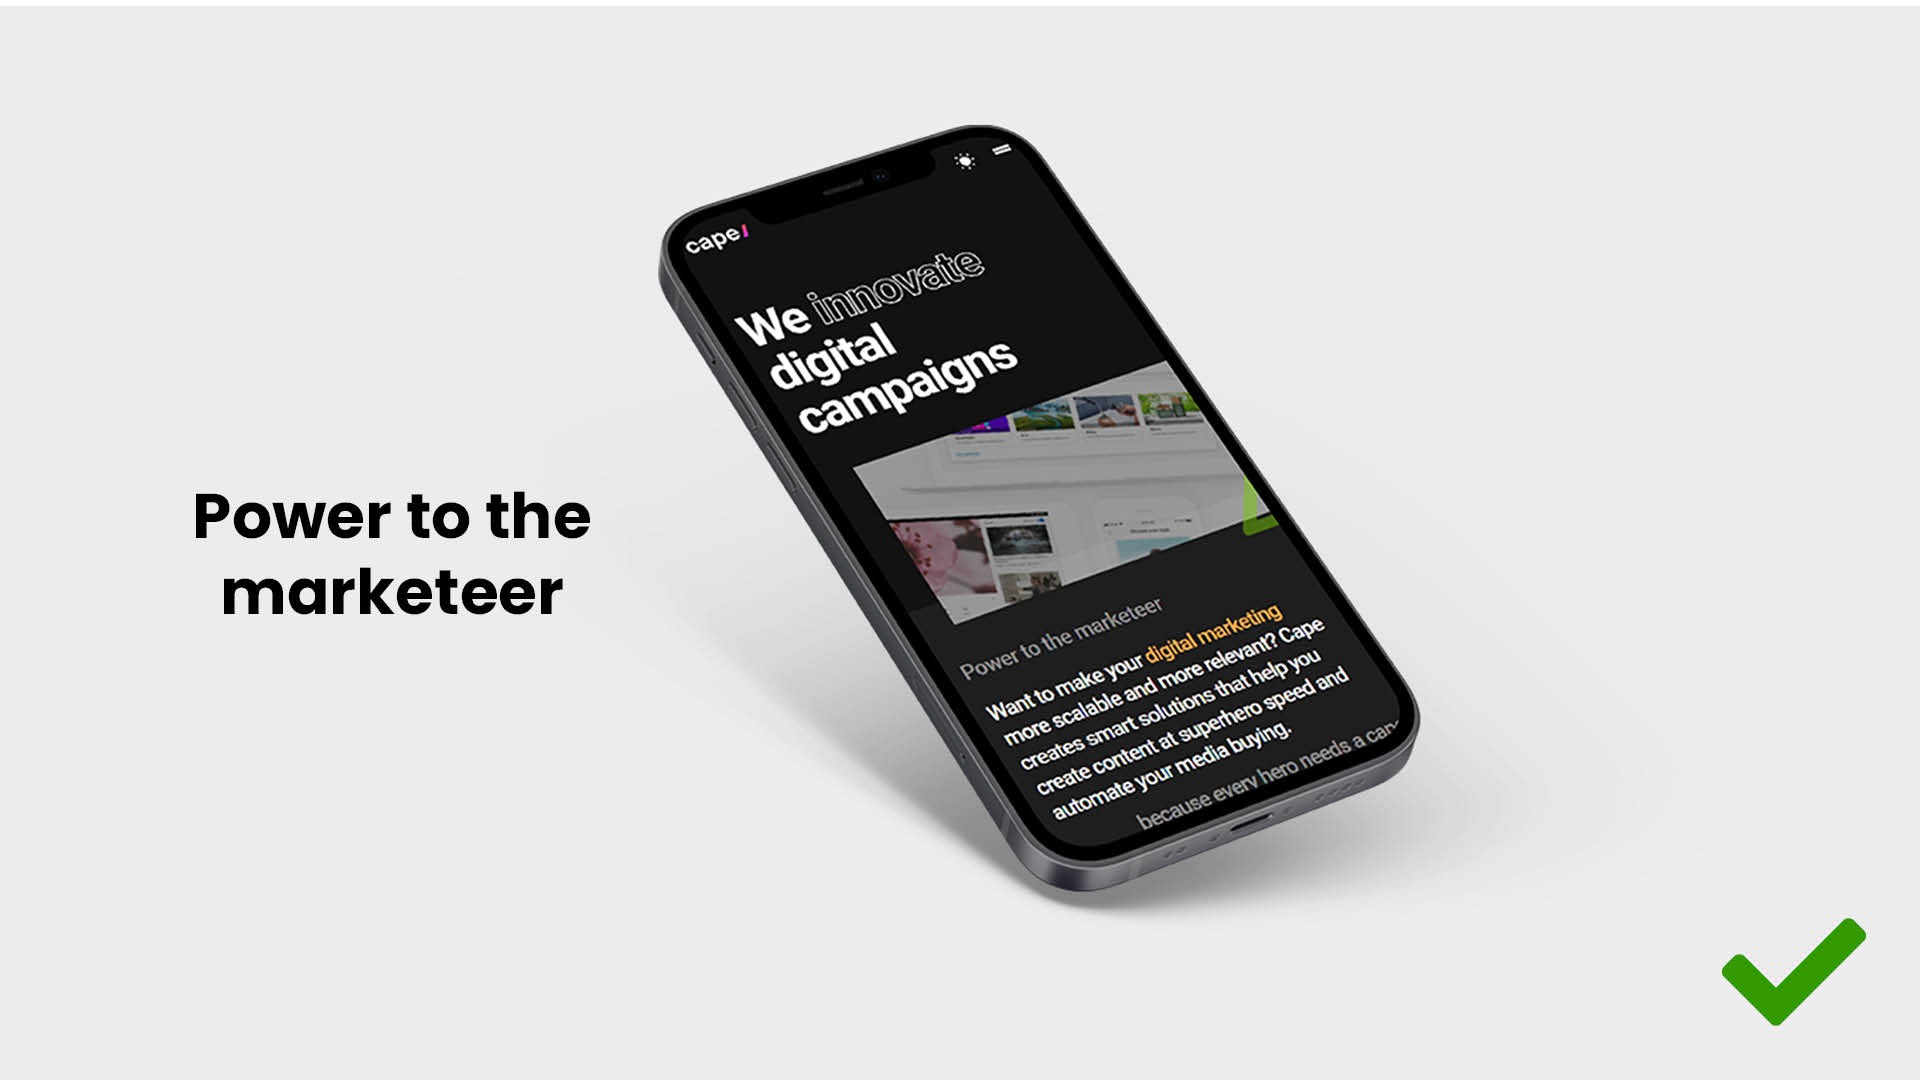 Power to the
marketeer
cape
We innovate
digital
campaigns
Power to the marketeer
Want to make your digital marketing
more scalable and more relevant? Cape
creates smart solutions that help you
create content at superhero speed and
automate your media buying.
because every hero needs a